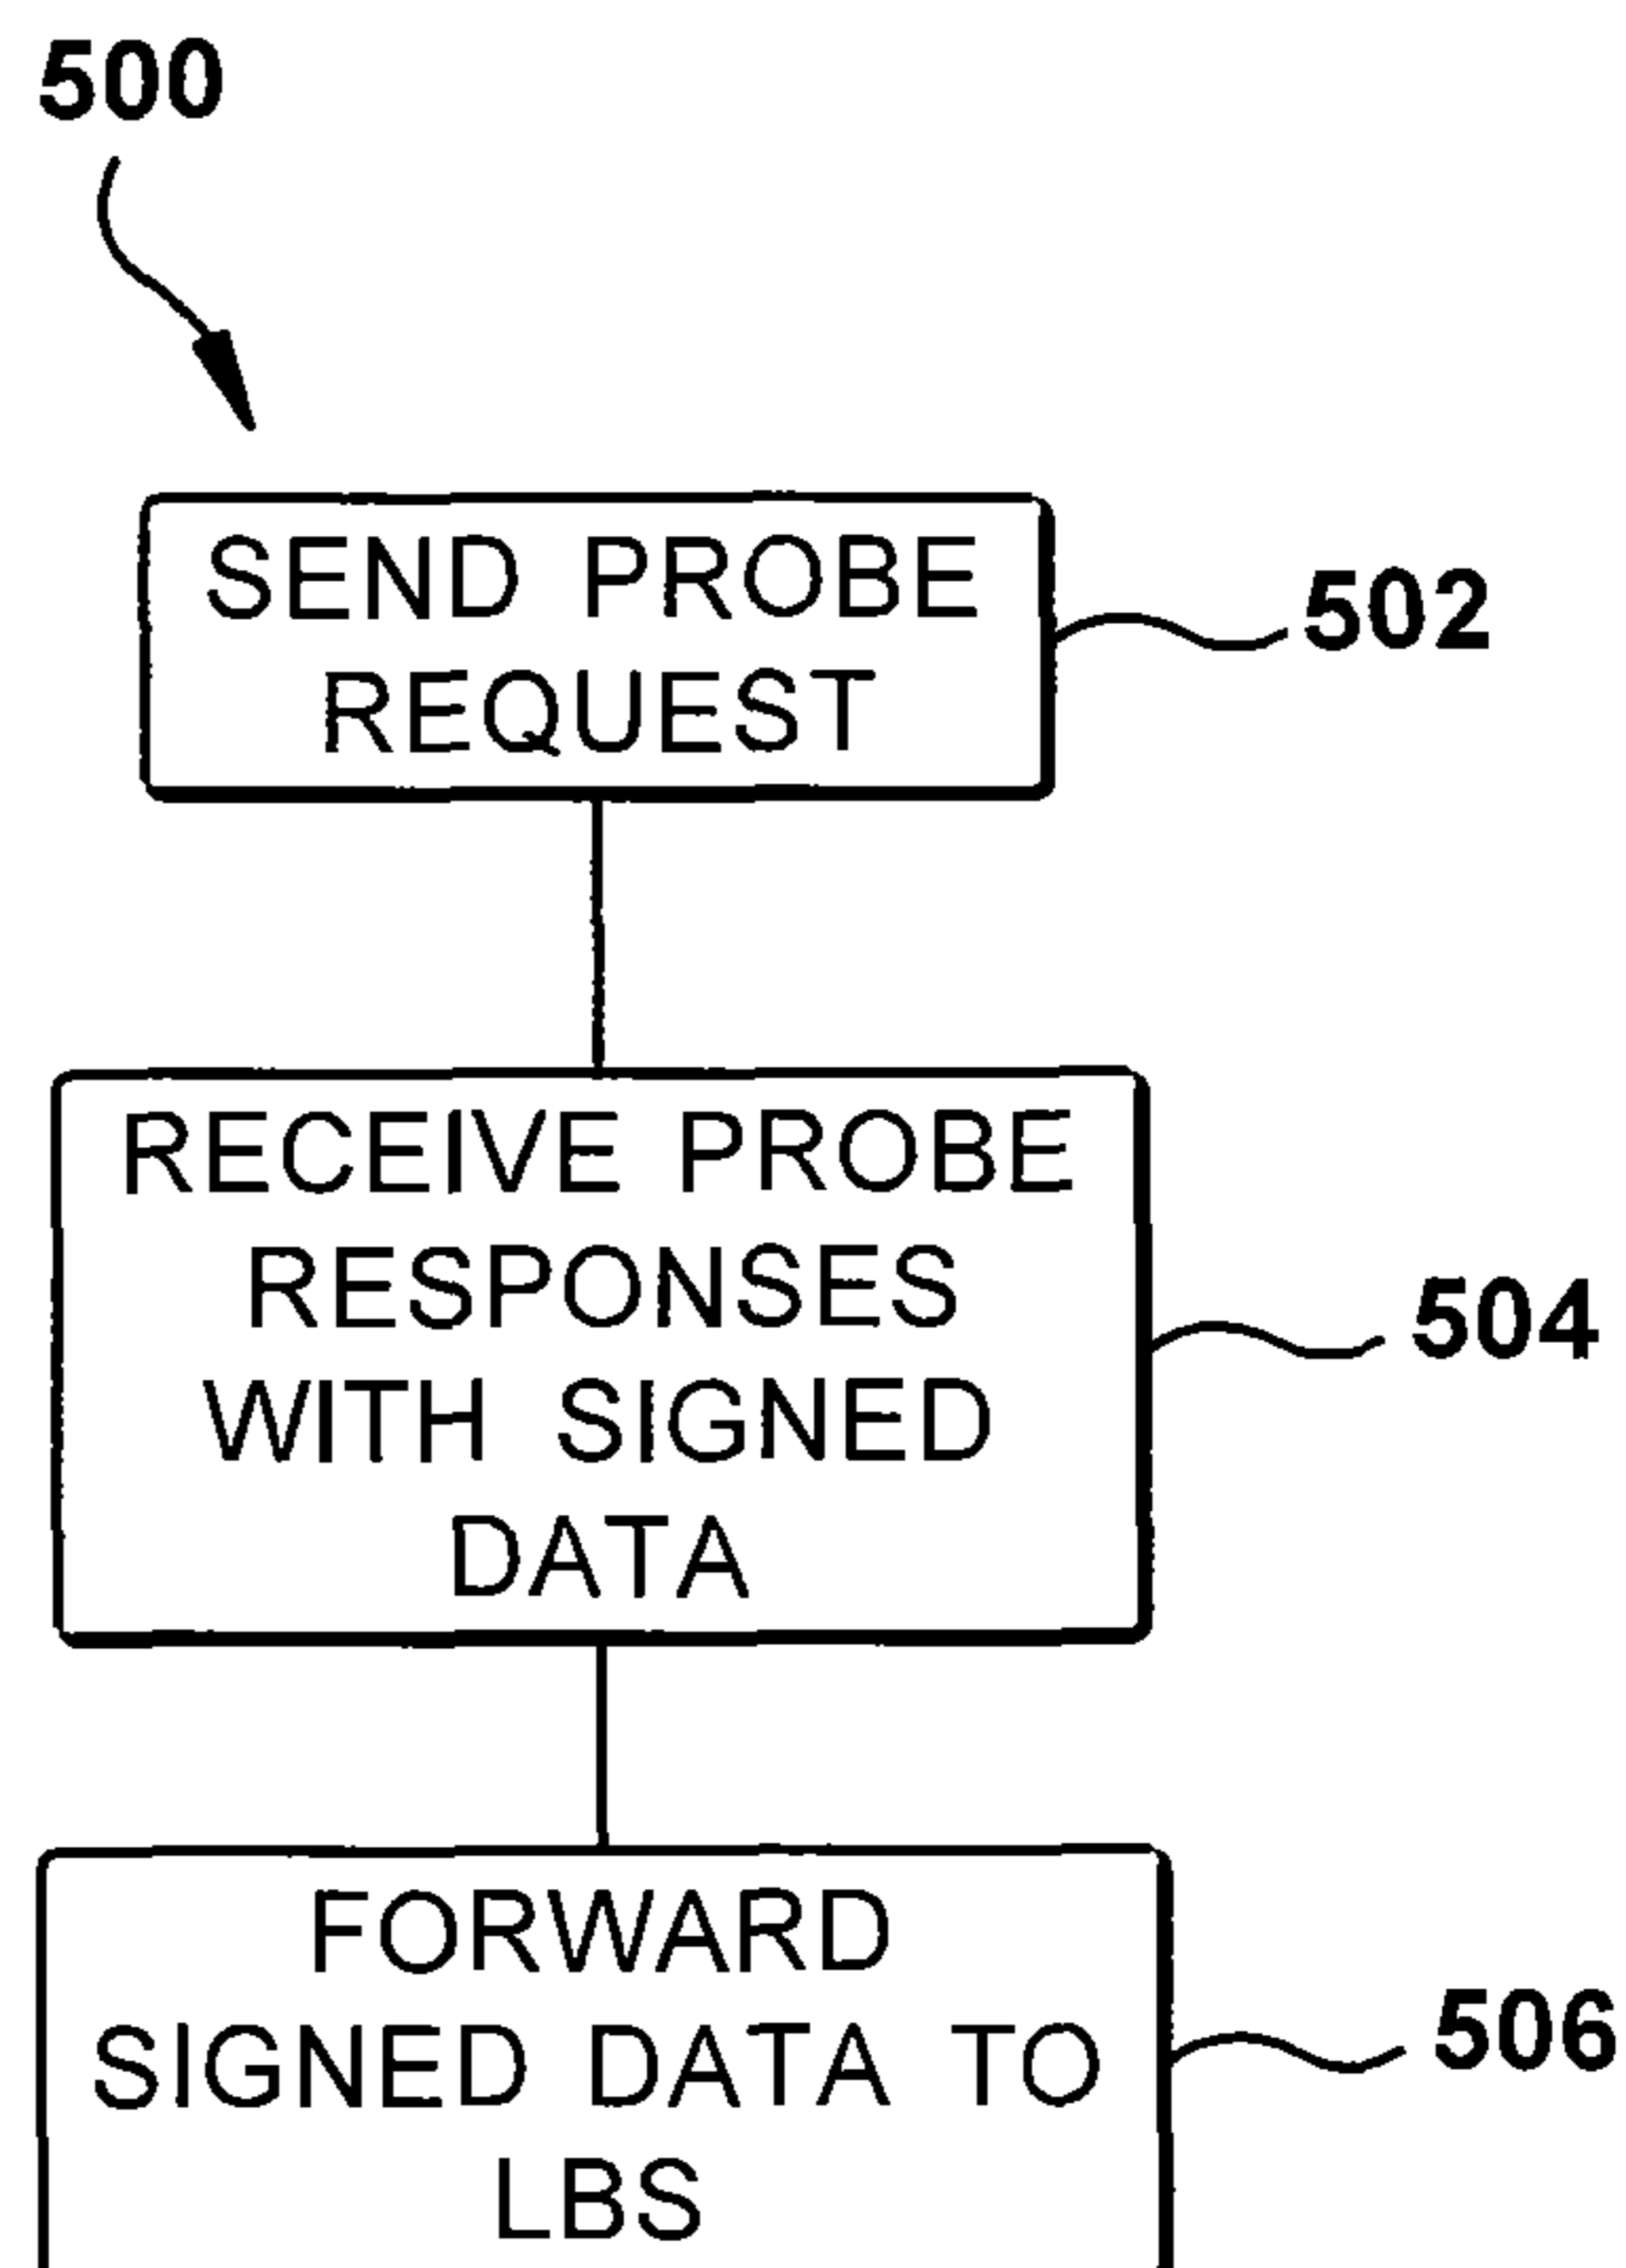 500
SEND PROBE
REQUEST
502
RECEIVE PROBE
RESPONSES
WITH SIGNED
DATA
504
FORWARD
SIGNED DATA TO
LBS
506